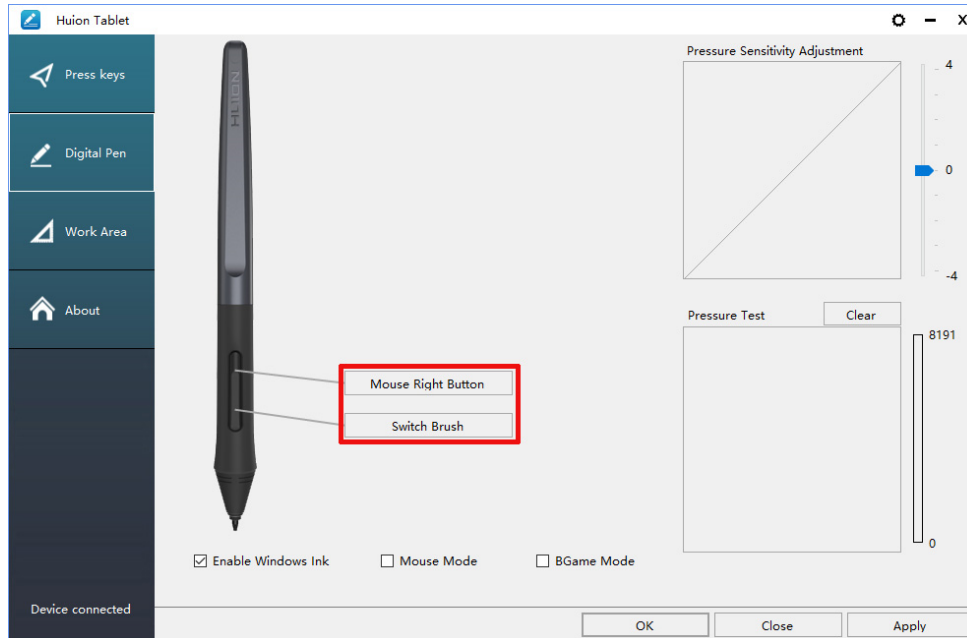 Huion Tablet
Press keys
Digital Pen
Work Area
About
Device connected
HUION
Mouse Right Button
Switch Brush
Enable Windows Ink
Mouse Mode
BGame Mode
Pressure Sensitivity Adjustment
4
0
-4
Pressure Test
Clear
8191
0
OK
Close
Apply